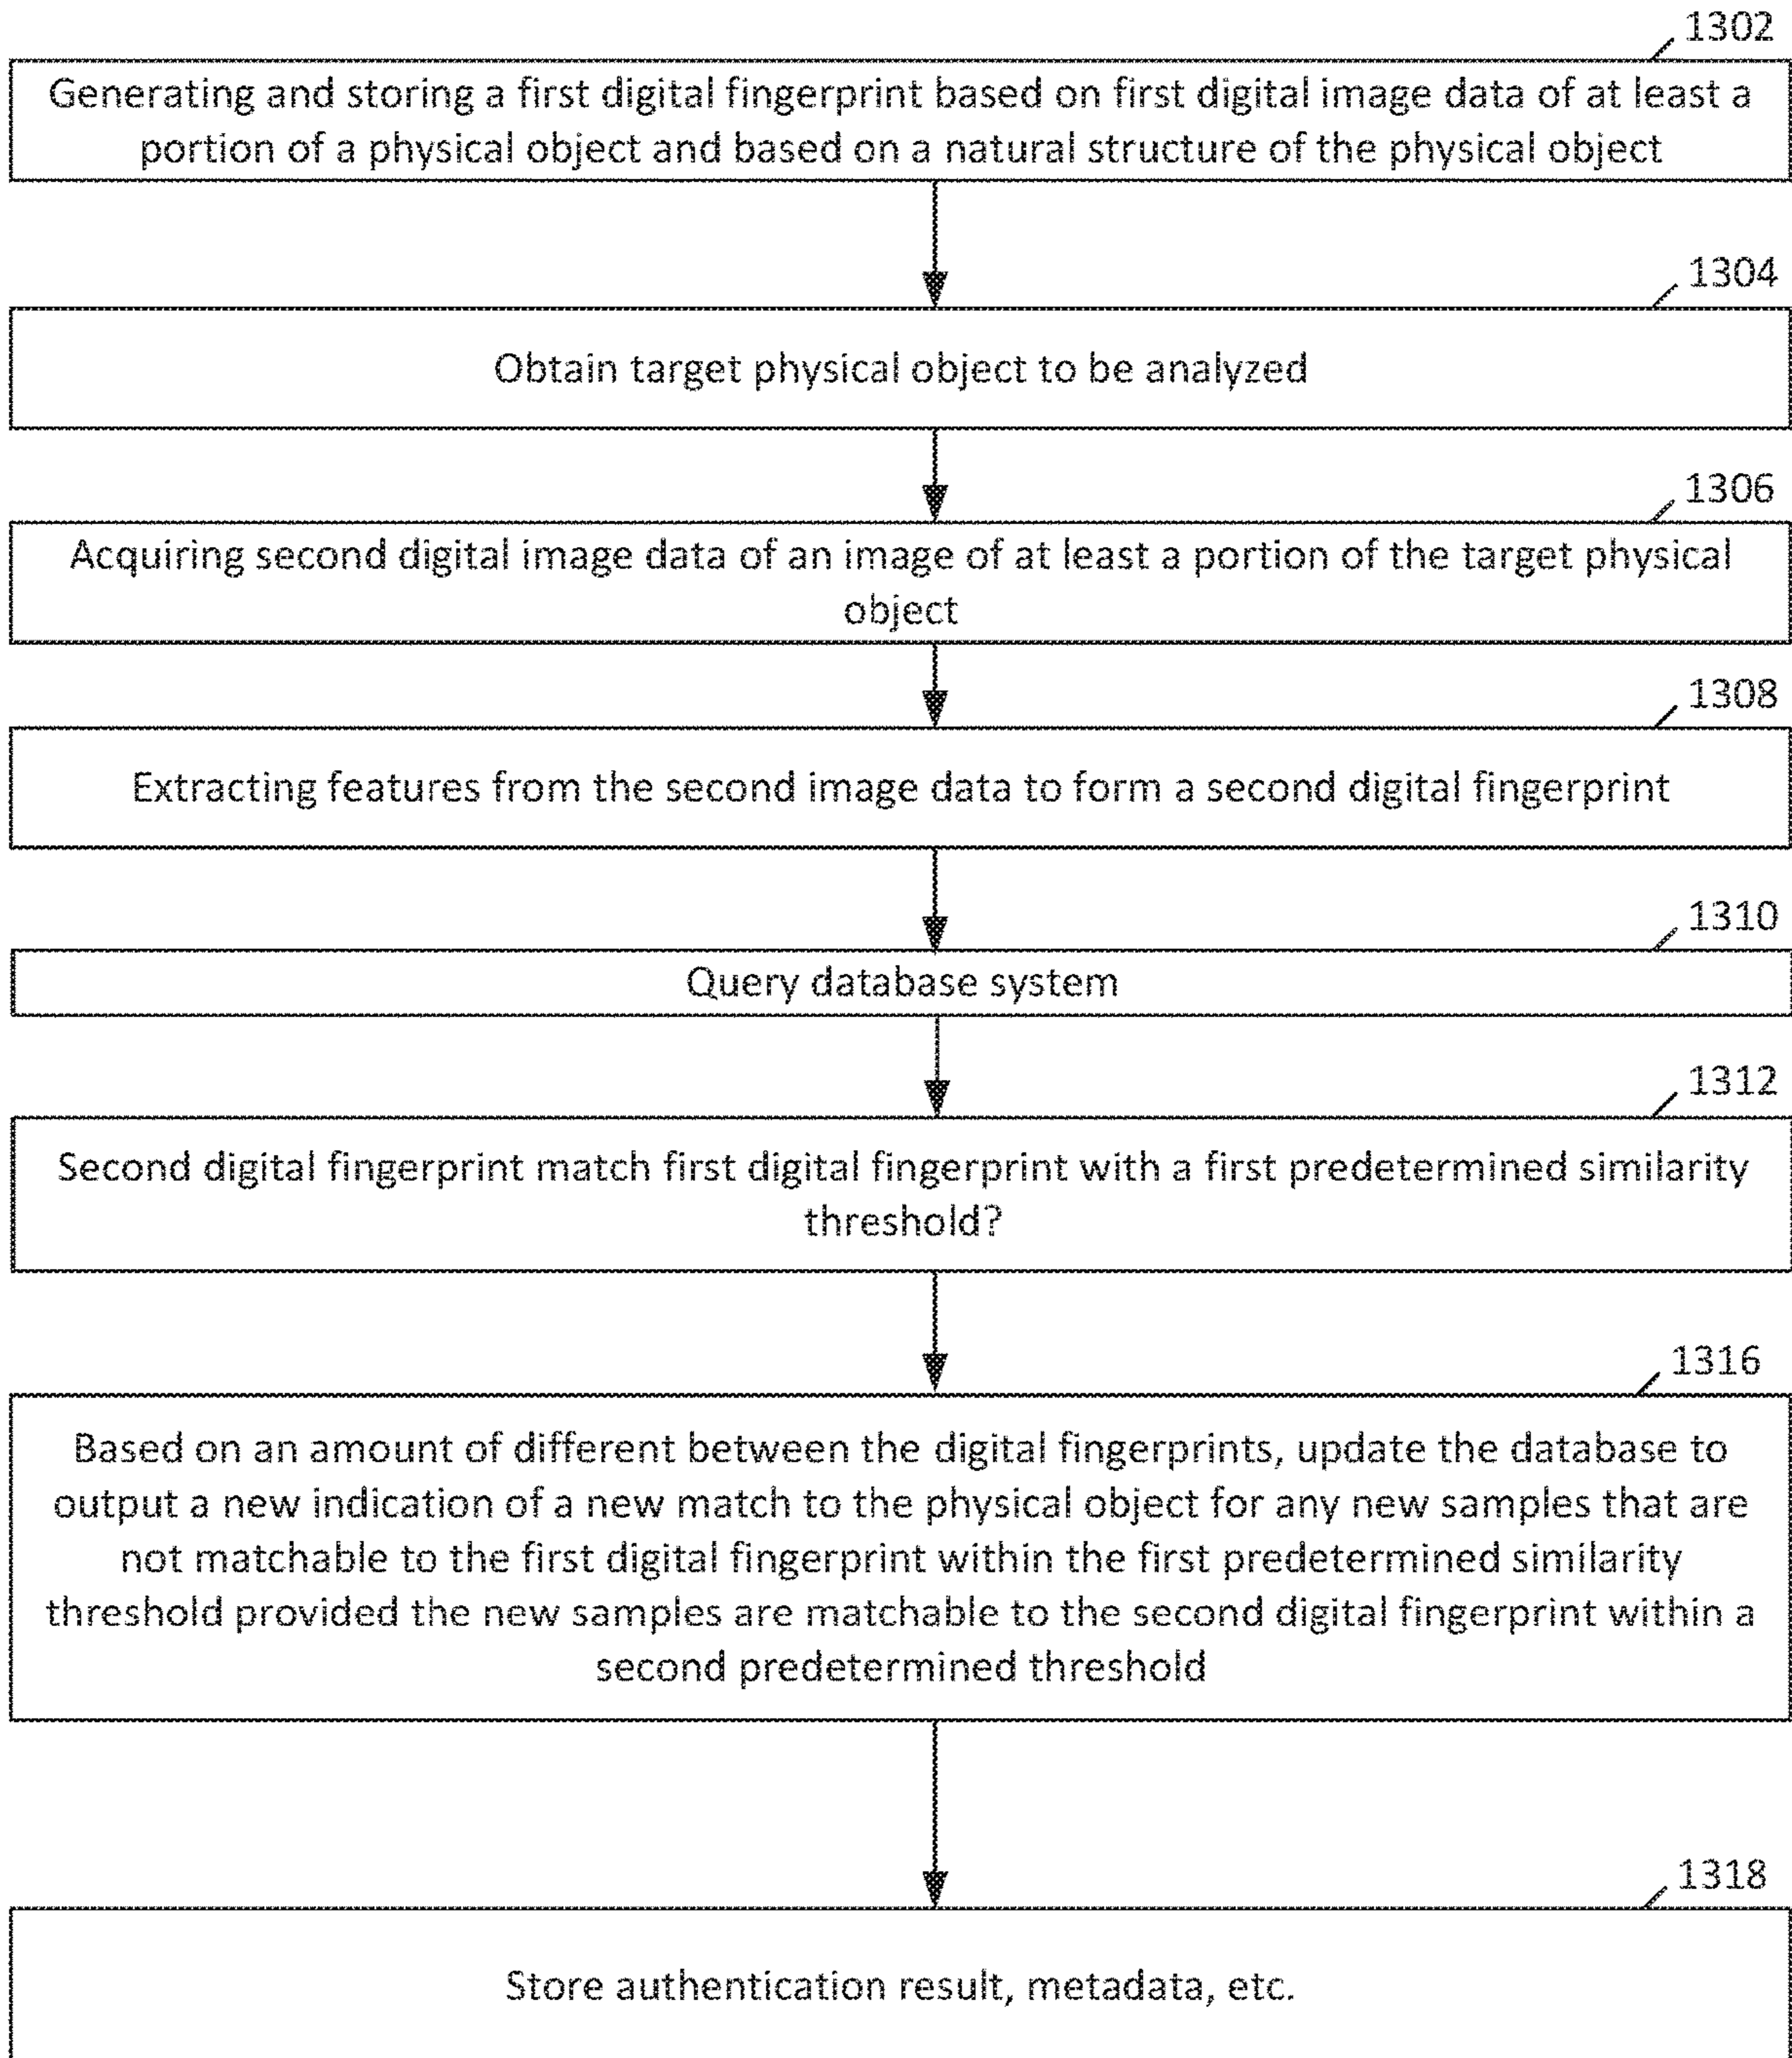 1302
Generating and storing a first digital fingerprint based on first digital image data of at least a
portion of a physical object and based on a natural structure of the physical object
1304
Obtain target physical object to be analyzed
1306
Acquiring second digital image data of an image of at least a portion of the target physical
object
1308
Extracting features from the second image data to form a second digital fingerprint
1310
Query database system
1312
Second digital fingerprint match first digital fingerprint with a first predetermined similarity
threshold?
1316
Based on an amount of different between the digital fingerprints, update the database to
output a new indication of a new match to the physical object for any new samples that are
not matchable to the first digital fingerprint within the first predetermined similarity
threshold provided the new samples are matchable to the second digital fingerprint within a
second predetermined threshold
1318
Store authentication result, metadata, etc.